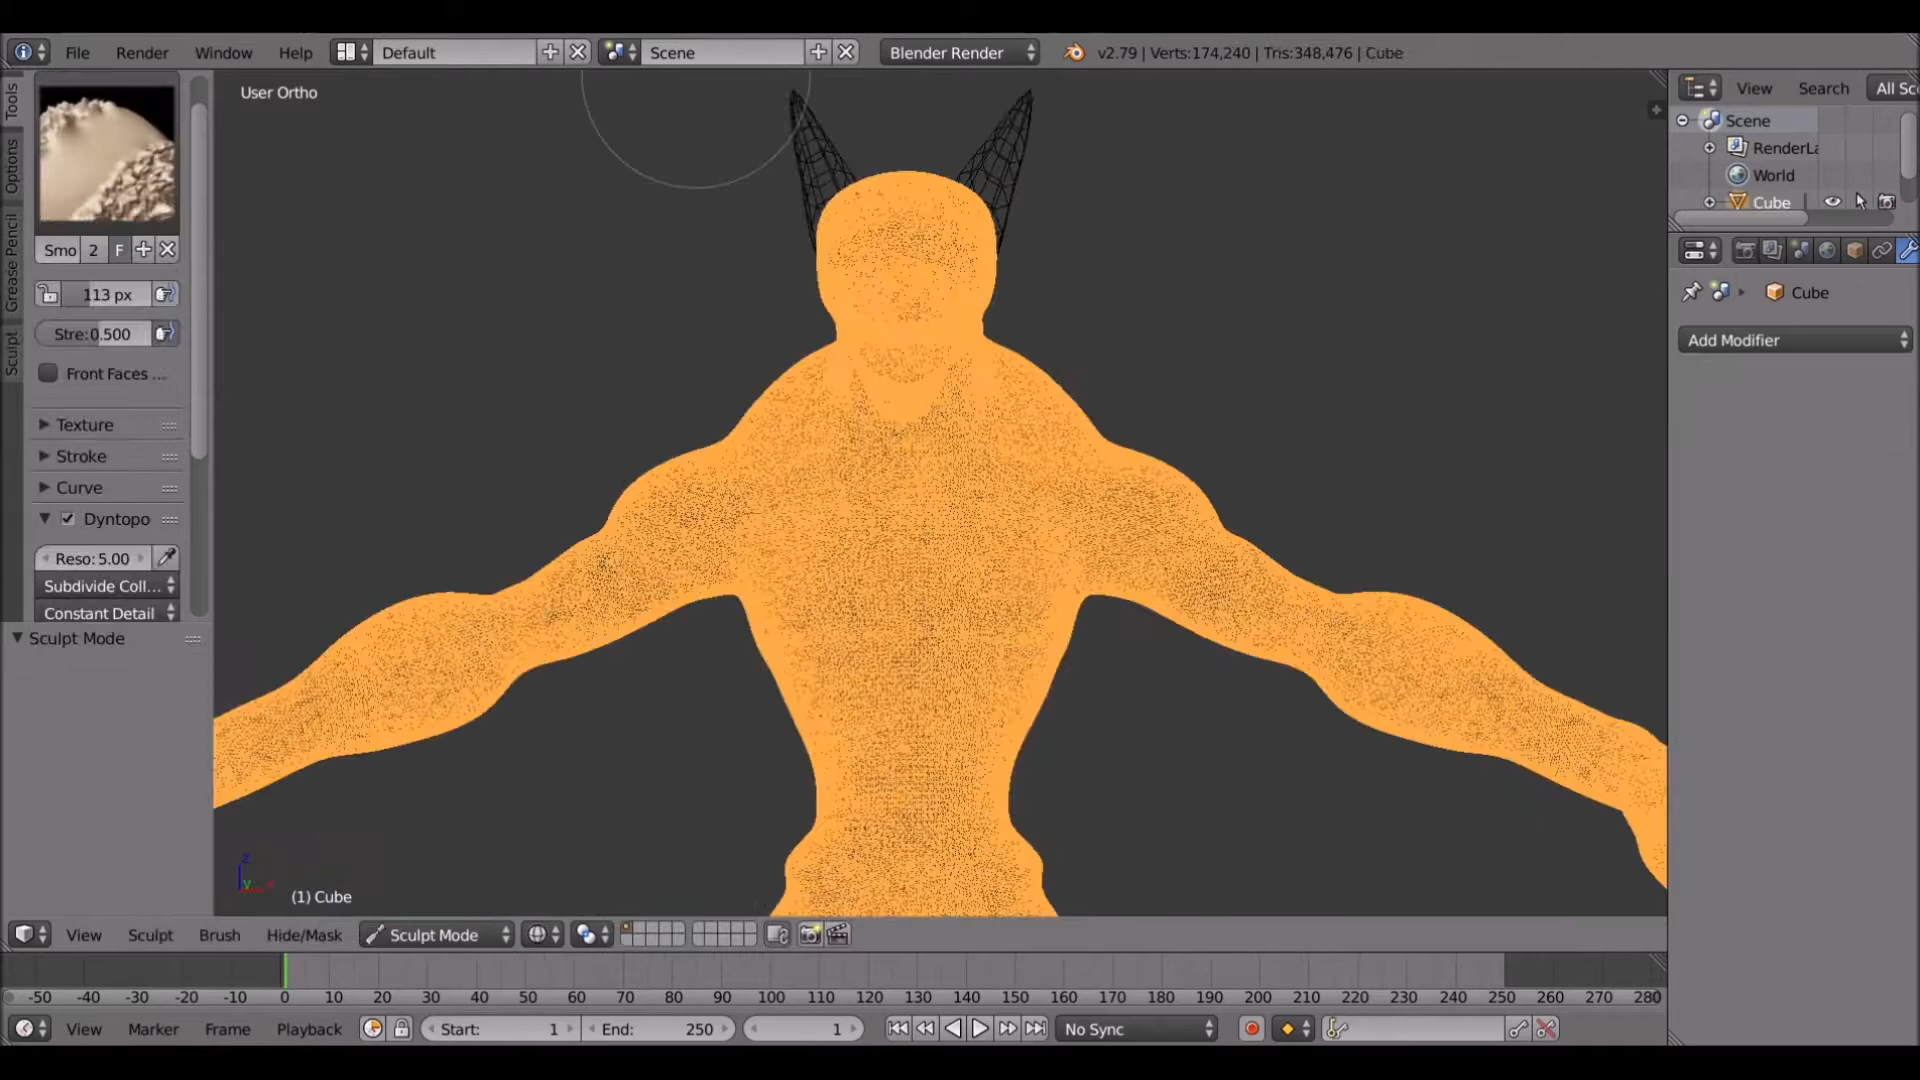 File Render Window Help Default Scene Blender Render v2.79 | Verts:174,240 | Tris:348,476 | Cube
User Ortho
View Search All Sc
Scene
RenderLa
World
Cube
Cube
Add Modifier
Tools
Options
Grease Pencil
Sculpt
Smo 2 F
113 px
Stre:0.500
Front Faces ...
Texture
Stroke
Curve
Dyntopo
Reso: 5.00
Subdivide Coll...
Constant Detail
Sculpt Mode
z
y
x
(1) Cube
View Sculpt Brush Hide/Mask Sculpt Mode
-50 -40 -30 -20 -10 0 10 20 30 40 50 60 70 80 90 100 110 120 130 140 150 160 170 180 190 200 210 220 230 240 250 260 270 280
View Marker Frame Playback Start: 1 End: 250 1 No Sync